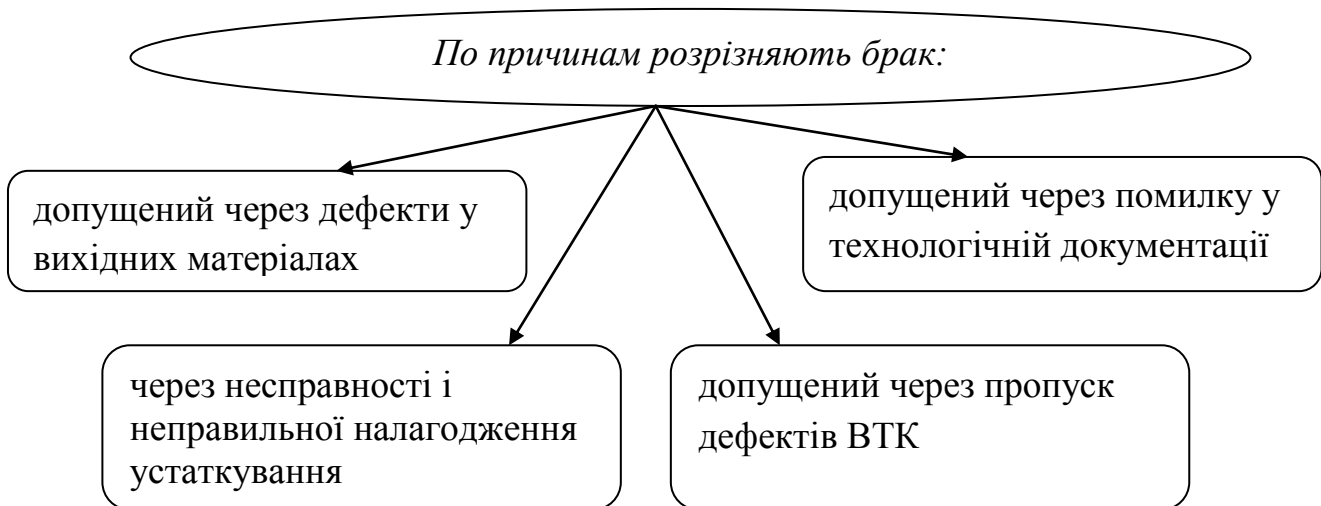 По причинам розрізняють брак:
допущений через дефекти у
вихідних матеріалах
допущений через помилку у
технологічній документації
через несправності і
неправильної налагодження
устаткування
допущений через пропуск
дефектів ВТК